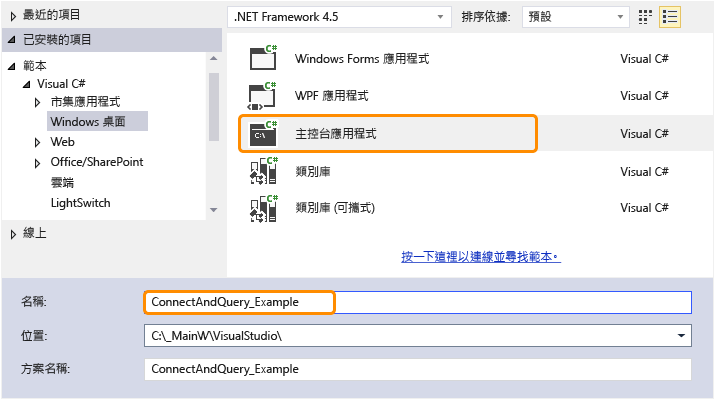 最近的項目
已安裝的項目
範本
Visual C#
市集應用程式
Windows 桌面
Web
Office/SharePoint
雲端
LightSwitch
線上
.NET Framework 4.5 排序依據: 預設
C# Windows Forms 應用程式 Visual C#
C# WPF 應用程式 Visual C#
C# C:\ 主控台應用程式 Visual C#
C# 類別庫 Visual C#
C# 類別庫 (可攜式) Visual C#
按一下這裡以連線並尋找範本。
名稱: ConnectAndQuery_Example
位置: C:\_MainW\VisualStudio\
方案名稱: ConnectAndQuery_Example